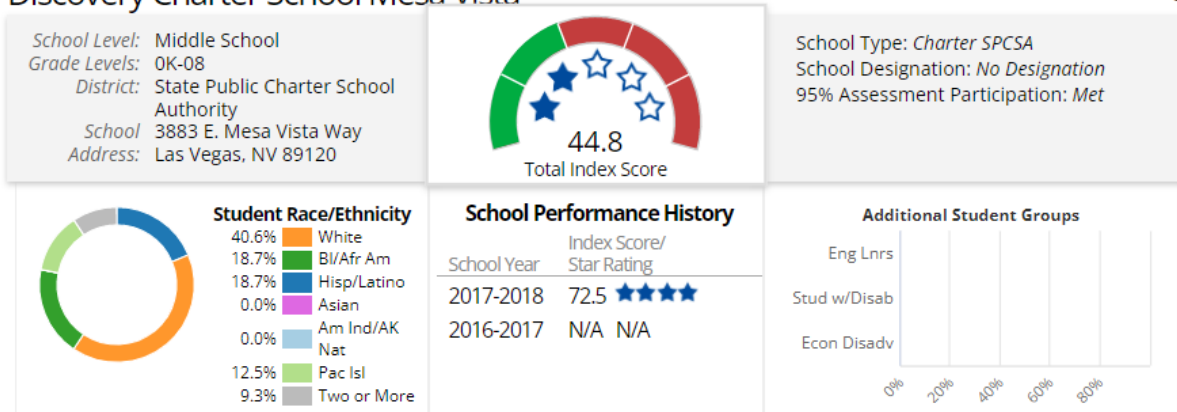 Discovery Charter School Mesa Vista
School Level: Middle School
Grade Levels: 0K-08
District: State Public Charter School
Authority
School 3883 E. Mesa Vista Way
Address: Las Vegas, NV 89120
44.8
Total Index Score
School Type: Charter SPCSA
School Designation: No Designation
95% Assessment Participation: Met
Student Race/Ethnicity
40.6% White
18.7% Bl/Afr Am
18.7% Hisp/Latino
0.0% Asian
0.0% Am Ind/AK
Nat
12.5% Pac Isl
9.3% Two or More
School Performance History
Index Score/
School Year Star Rating
2017-2018 72.5
2016-2017 N/A N/A
Additional Student Groups
Eng Lnrs
Stud w/Disab
Econ Disadv
0% 20% 40% 60% 80%